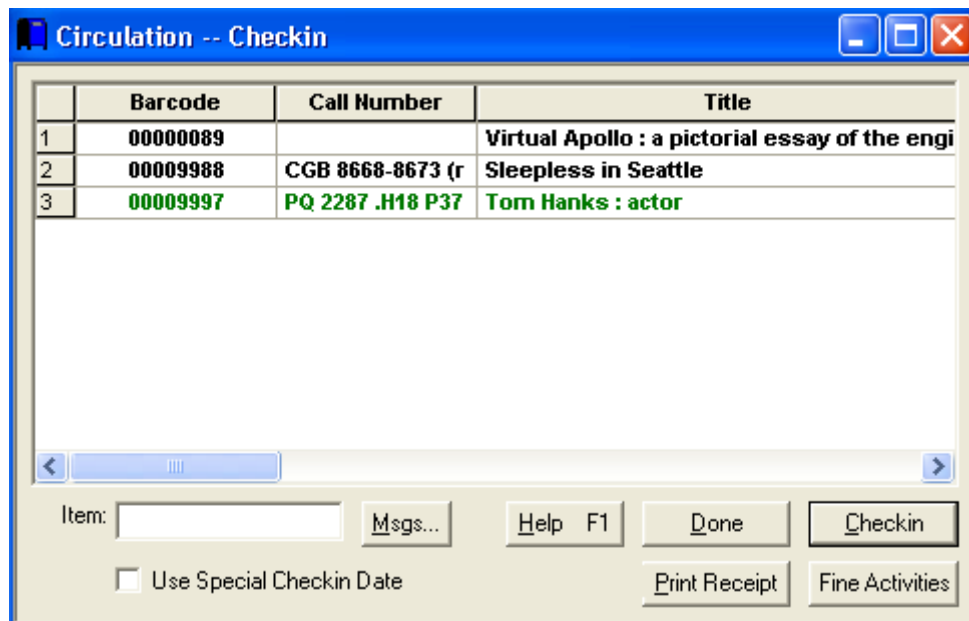 Circulation -- Checkin
Barcode Call Number Title
1 00000089 Virtual Apollo : a pictorial essay of the engi
2 00009988 CGB 8668-8673 (r Sleepless in Seattle
3 00009997 PQ 2287 .H18 P37 Tom Hanks : actor
Item: Msgs... Help F1 Done Checkin
Use Special Checkin Date Print Receipt Fine Activities